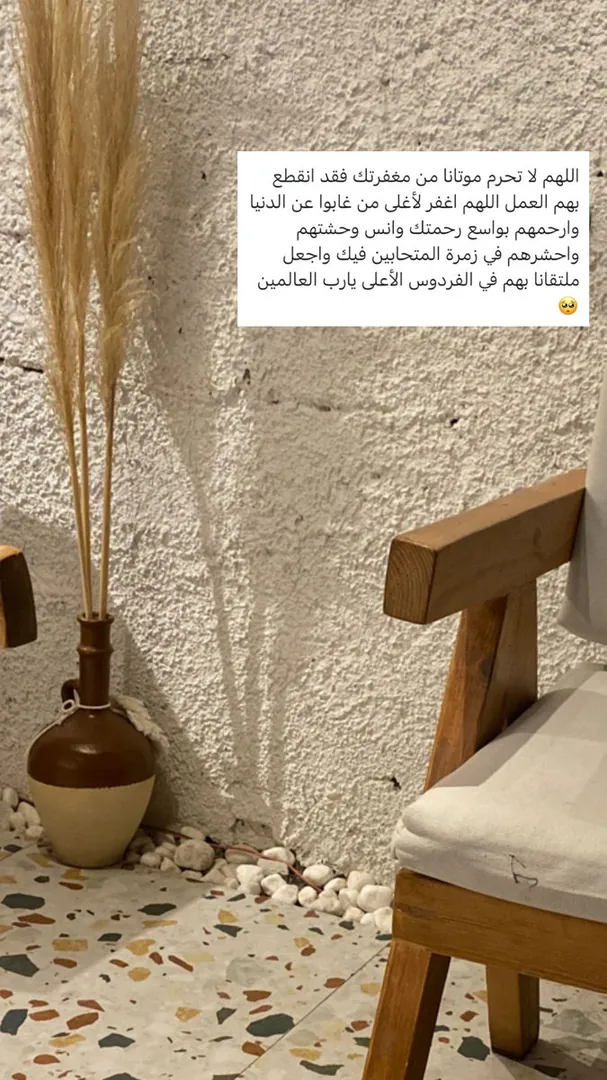 اللهم لا تحرم موتانا من مغفرتك فقد انقطع
بهم العمل اللهم اغفر لأغلى من غابوا عن الدنيا
وارحمهم بواسع رحمتك وانس وحشتهم
واحشرهم في زمرة المتحابين فيك واجعل
ملتقانا بهم في الفردوس الأعلى يارب العالمين
🥺